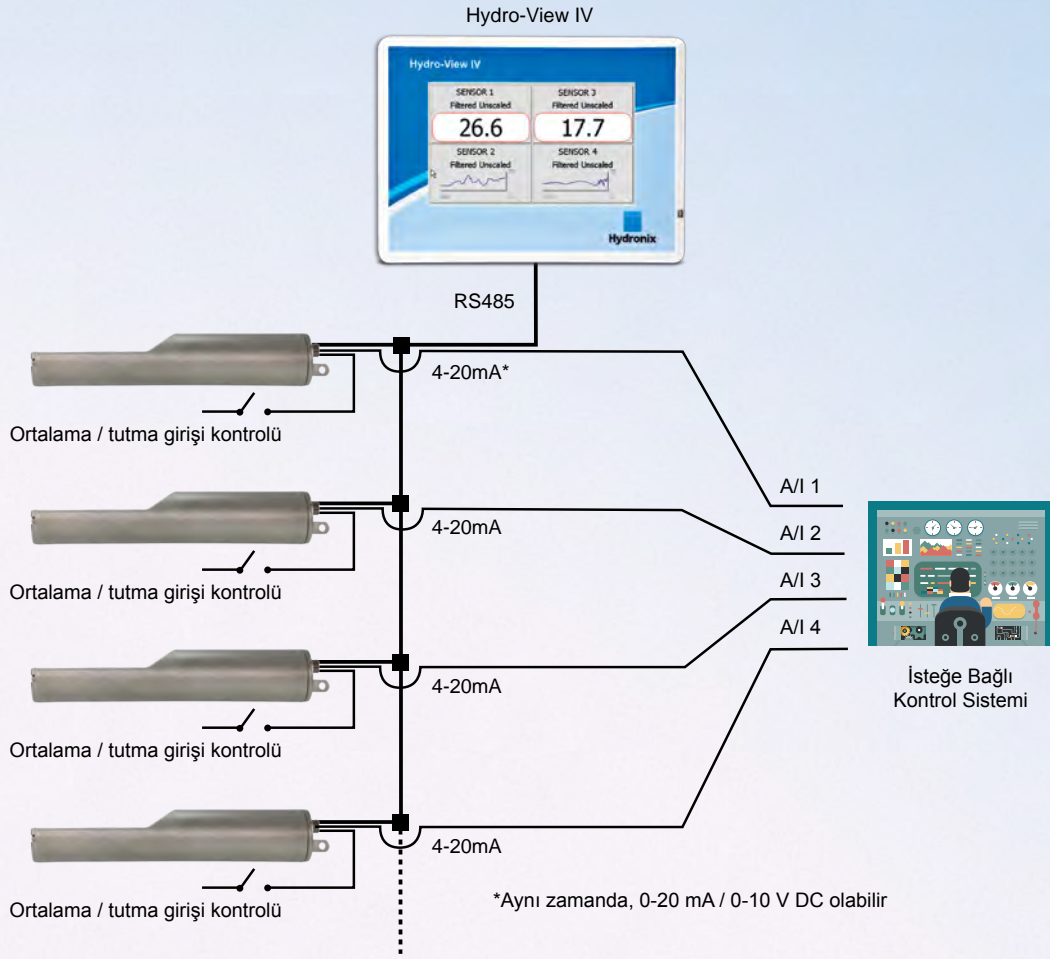 Hydro-View IV
Hydro-View IV
SENSOR 1
Filtered Unscaled
26.6
SENSOR 3
Filtered Unscaled
17.7
SENSOR 2
Filtered Unscaled
SENSOR 4
Filtered Unscaled
Hydronix
RS485
4-20mA*
Ortalama / tutma girişi kontrolü
A/I 1
4-20mA
A/I 2
Ortalama / tutma girişi kontrolü
A/I 3
A/I 4
4-20mA
İsteğe Bağlı
Kontrol Sistemi
Ortalama / tutma girişi kontrolü
4-20mA
*Aynı zamanda, 0-20 mA / 0-10 V DC olabilir
Ortalama / tutma girişi kontrolü